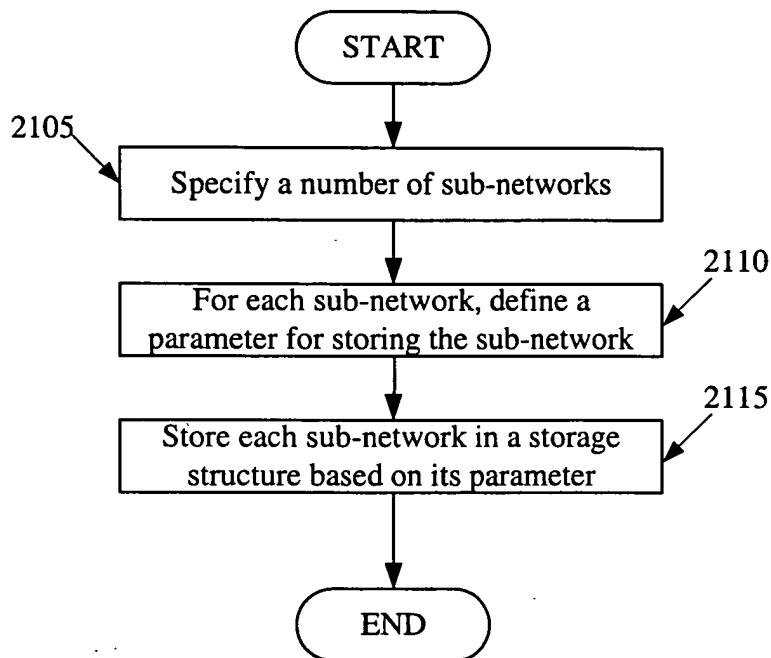 START
2105
Specify a number of sub-networks
2110
For each sub-network, define a
parameter for storing the sub-network
2115
Store each sub-network in a storage
structure based on its parameter
END